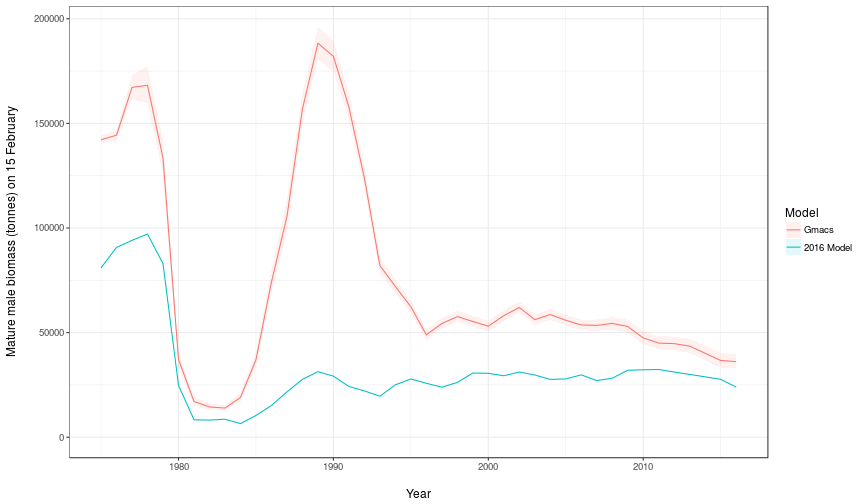 200000
150000
100000
50000
0
Mature male biomass (tonnes) on 15 February
1980
1990
2000
2010
Year
Model
Gmacs
2016 Model